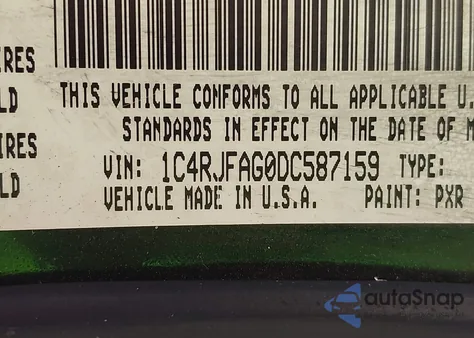 IRES
LD
THIS VEHICLE CONFORMS TO ALL APPLICABLE U.
STANDARDS IN EFFECT ON THE DATE OF M
IRES
VIN: 1C4RJFAG0DC587159 TYPE:
LD
VEHICLE MADE IN U.S.A. PAINT: PXR
autoSnap